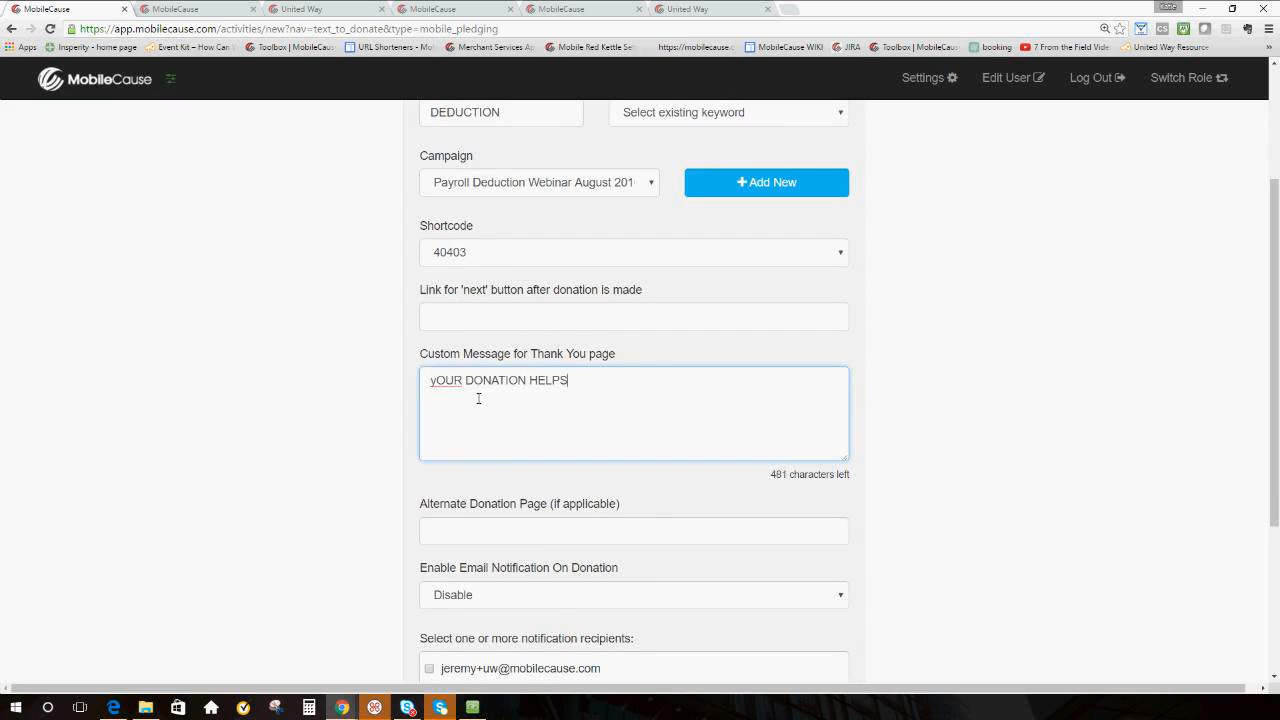 MobileCause
MobileCause
United Way
MobileCause
MobileCause
United Way
https://app.mobilecause.com/activities/new?nav=text_to_donate&type=mobile_pledging
Apps
Insperity - home page
Event Kit – How Can I
Toolbox | MobileCaus
URL Shorteners - Mo
Merchant Services Ap
Mobile Red Kettle Se
https://mobilecause.c
MobileCause WIKI
JIRA
Toolbox | MobileCaus
booking
7 From the Field Vide
United Way Resource
MobileCause
Settings
Edit User
Log Out
Switch Role
DEDUCTION
Select existing keyword
Campaign
Payroll Deduction Webinar August 201
+ Add New
Shortcode
40403
Link for 'next' button after donation is made
Custom Message for Thank You page
yOUR DONATION HELPS
481 characters left
Alternate Donation Page (if applicable)
Enable Email Notification On Donation
Disable
Select one or more notification recipients:
jeremy+uw@mobilecause.com